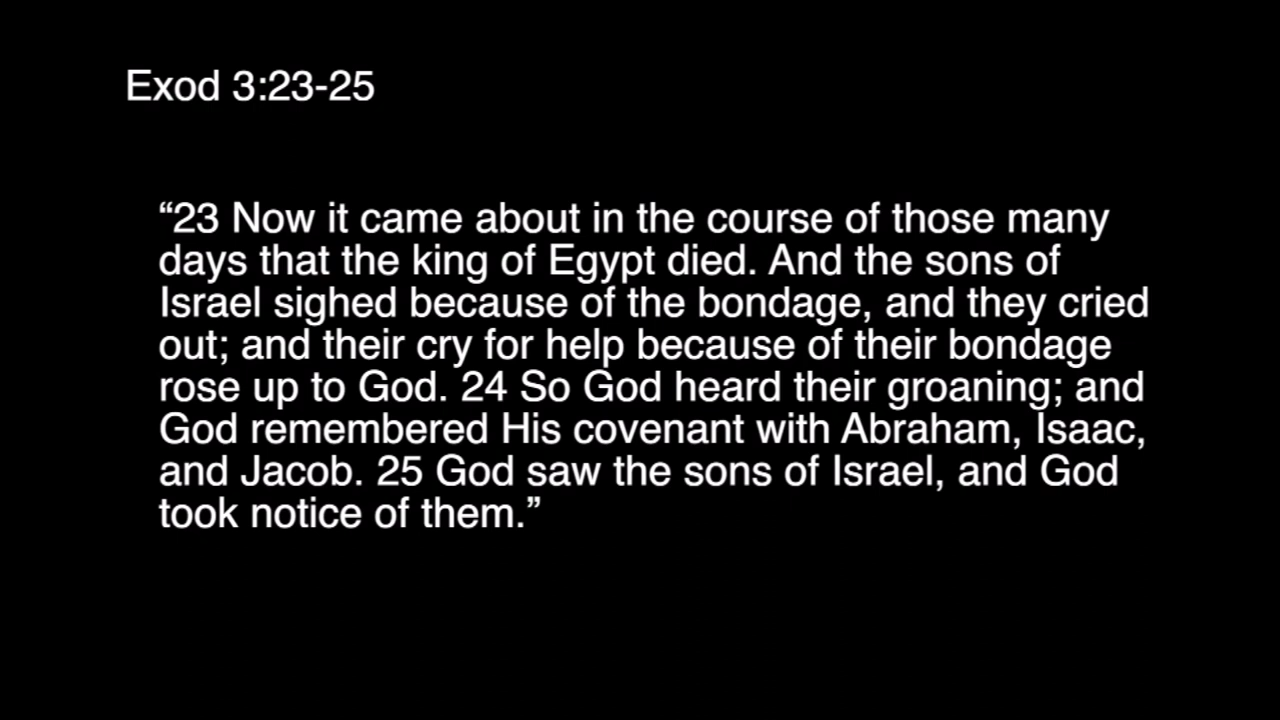 Exod 3:23-25
“23 Now it came about in the course of those many
days that the king of Egypt died. And the sons of
Israel sighed because of the bondage, and they cried
out; and their cry for help because of their bondage
rose up to God. 24 So God heard their groaning; and
God remembered His covenant with Abraham, Isaac,
and Jacob. 25 God saw the sons of Israel, and God
took notice of them.”